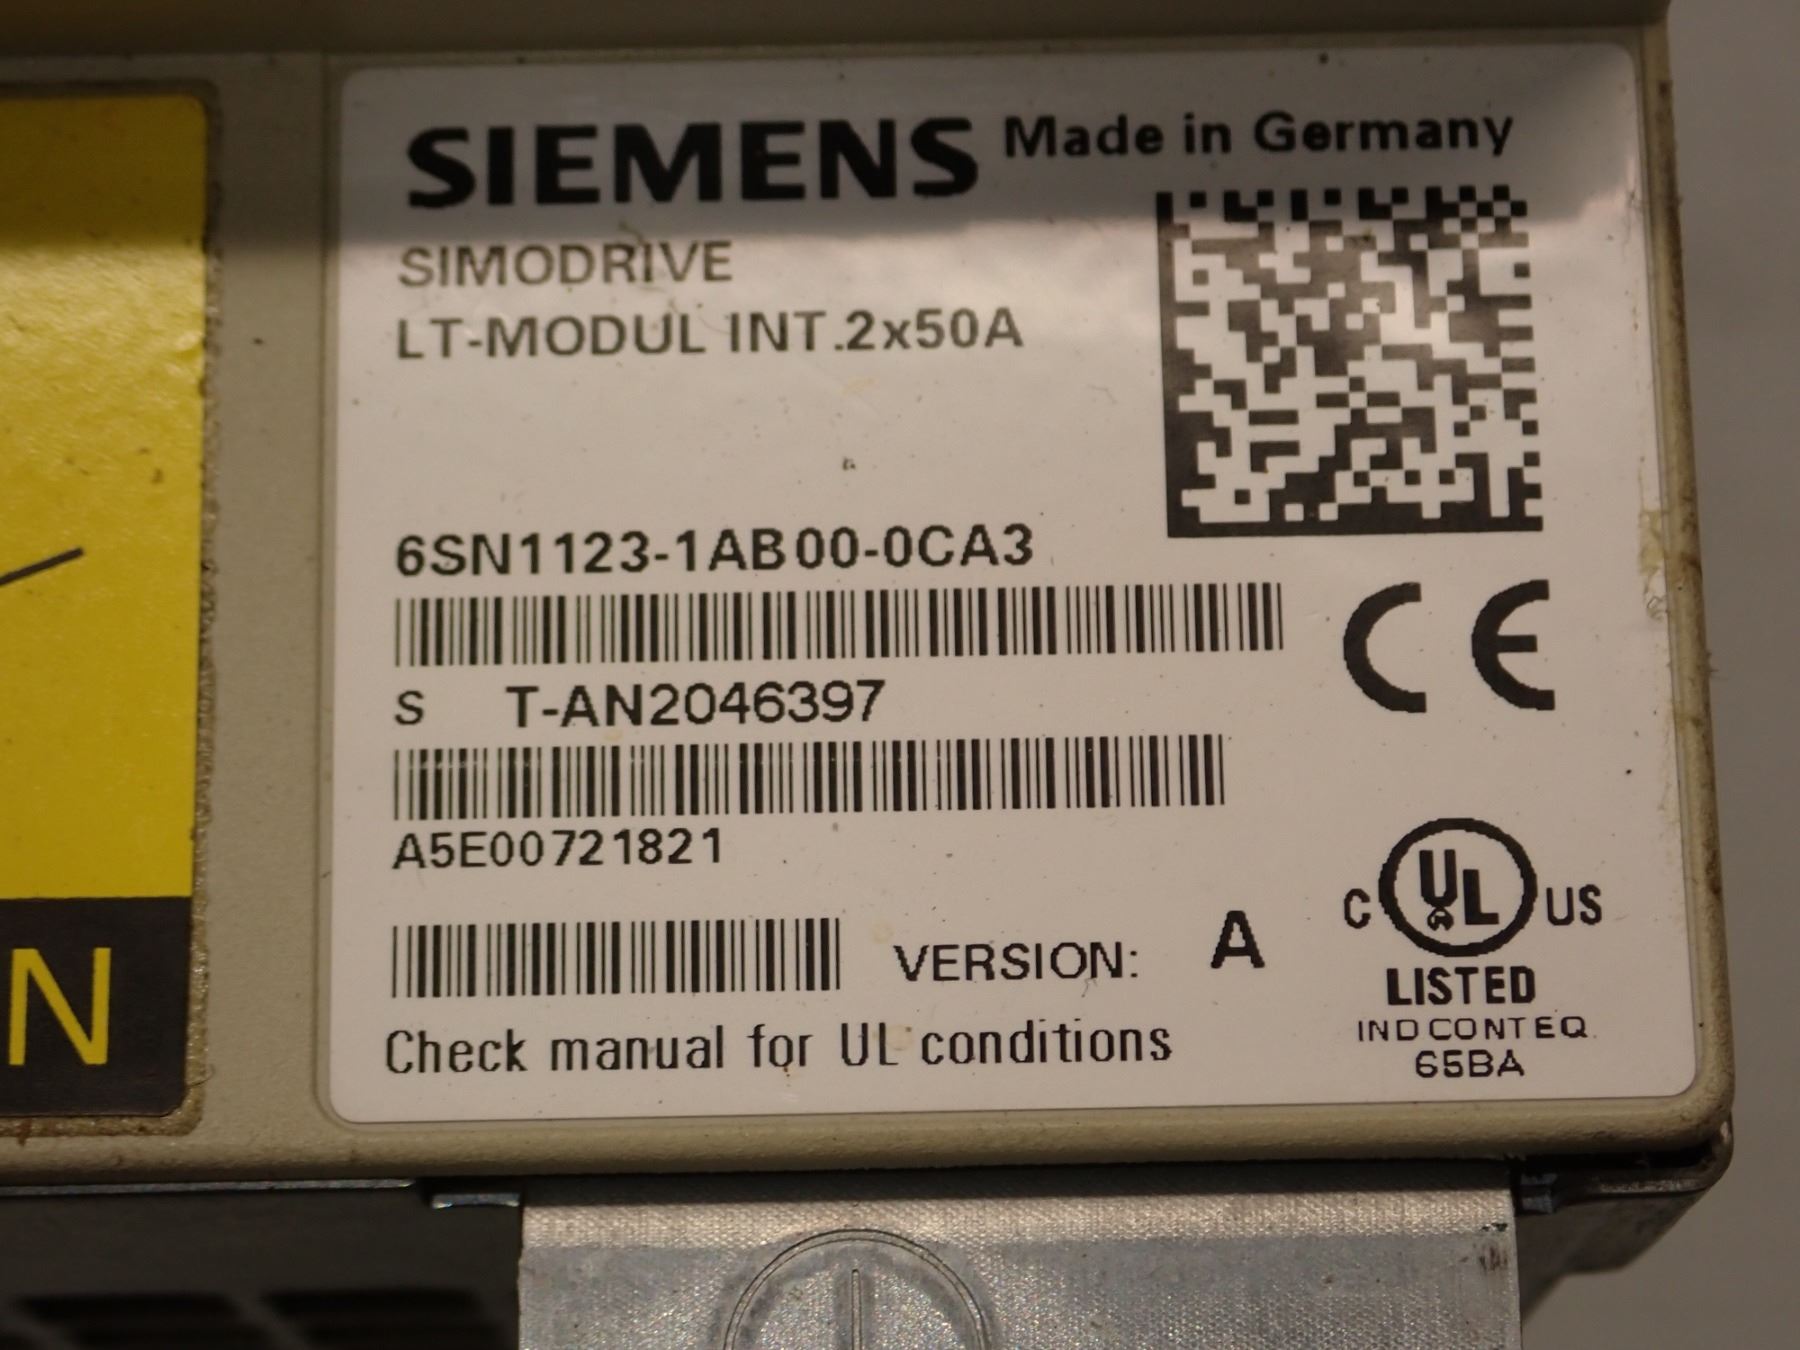 SIEMENS Made in Germany
SIMODRIVE
LT-MODUL INT.2x50A
6SN1123-1AB00-0CA3
S T-AN2046397
A5E00721821
VERSION: A
Check manual for UL conditions
CE
C UL US
LISTED
IND CONT EQ.
65BA
N